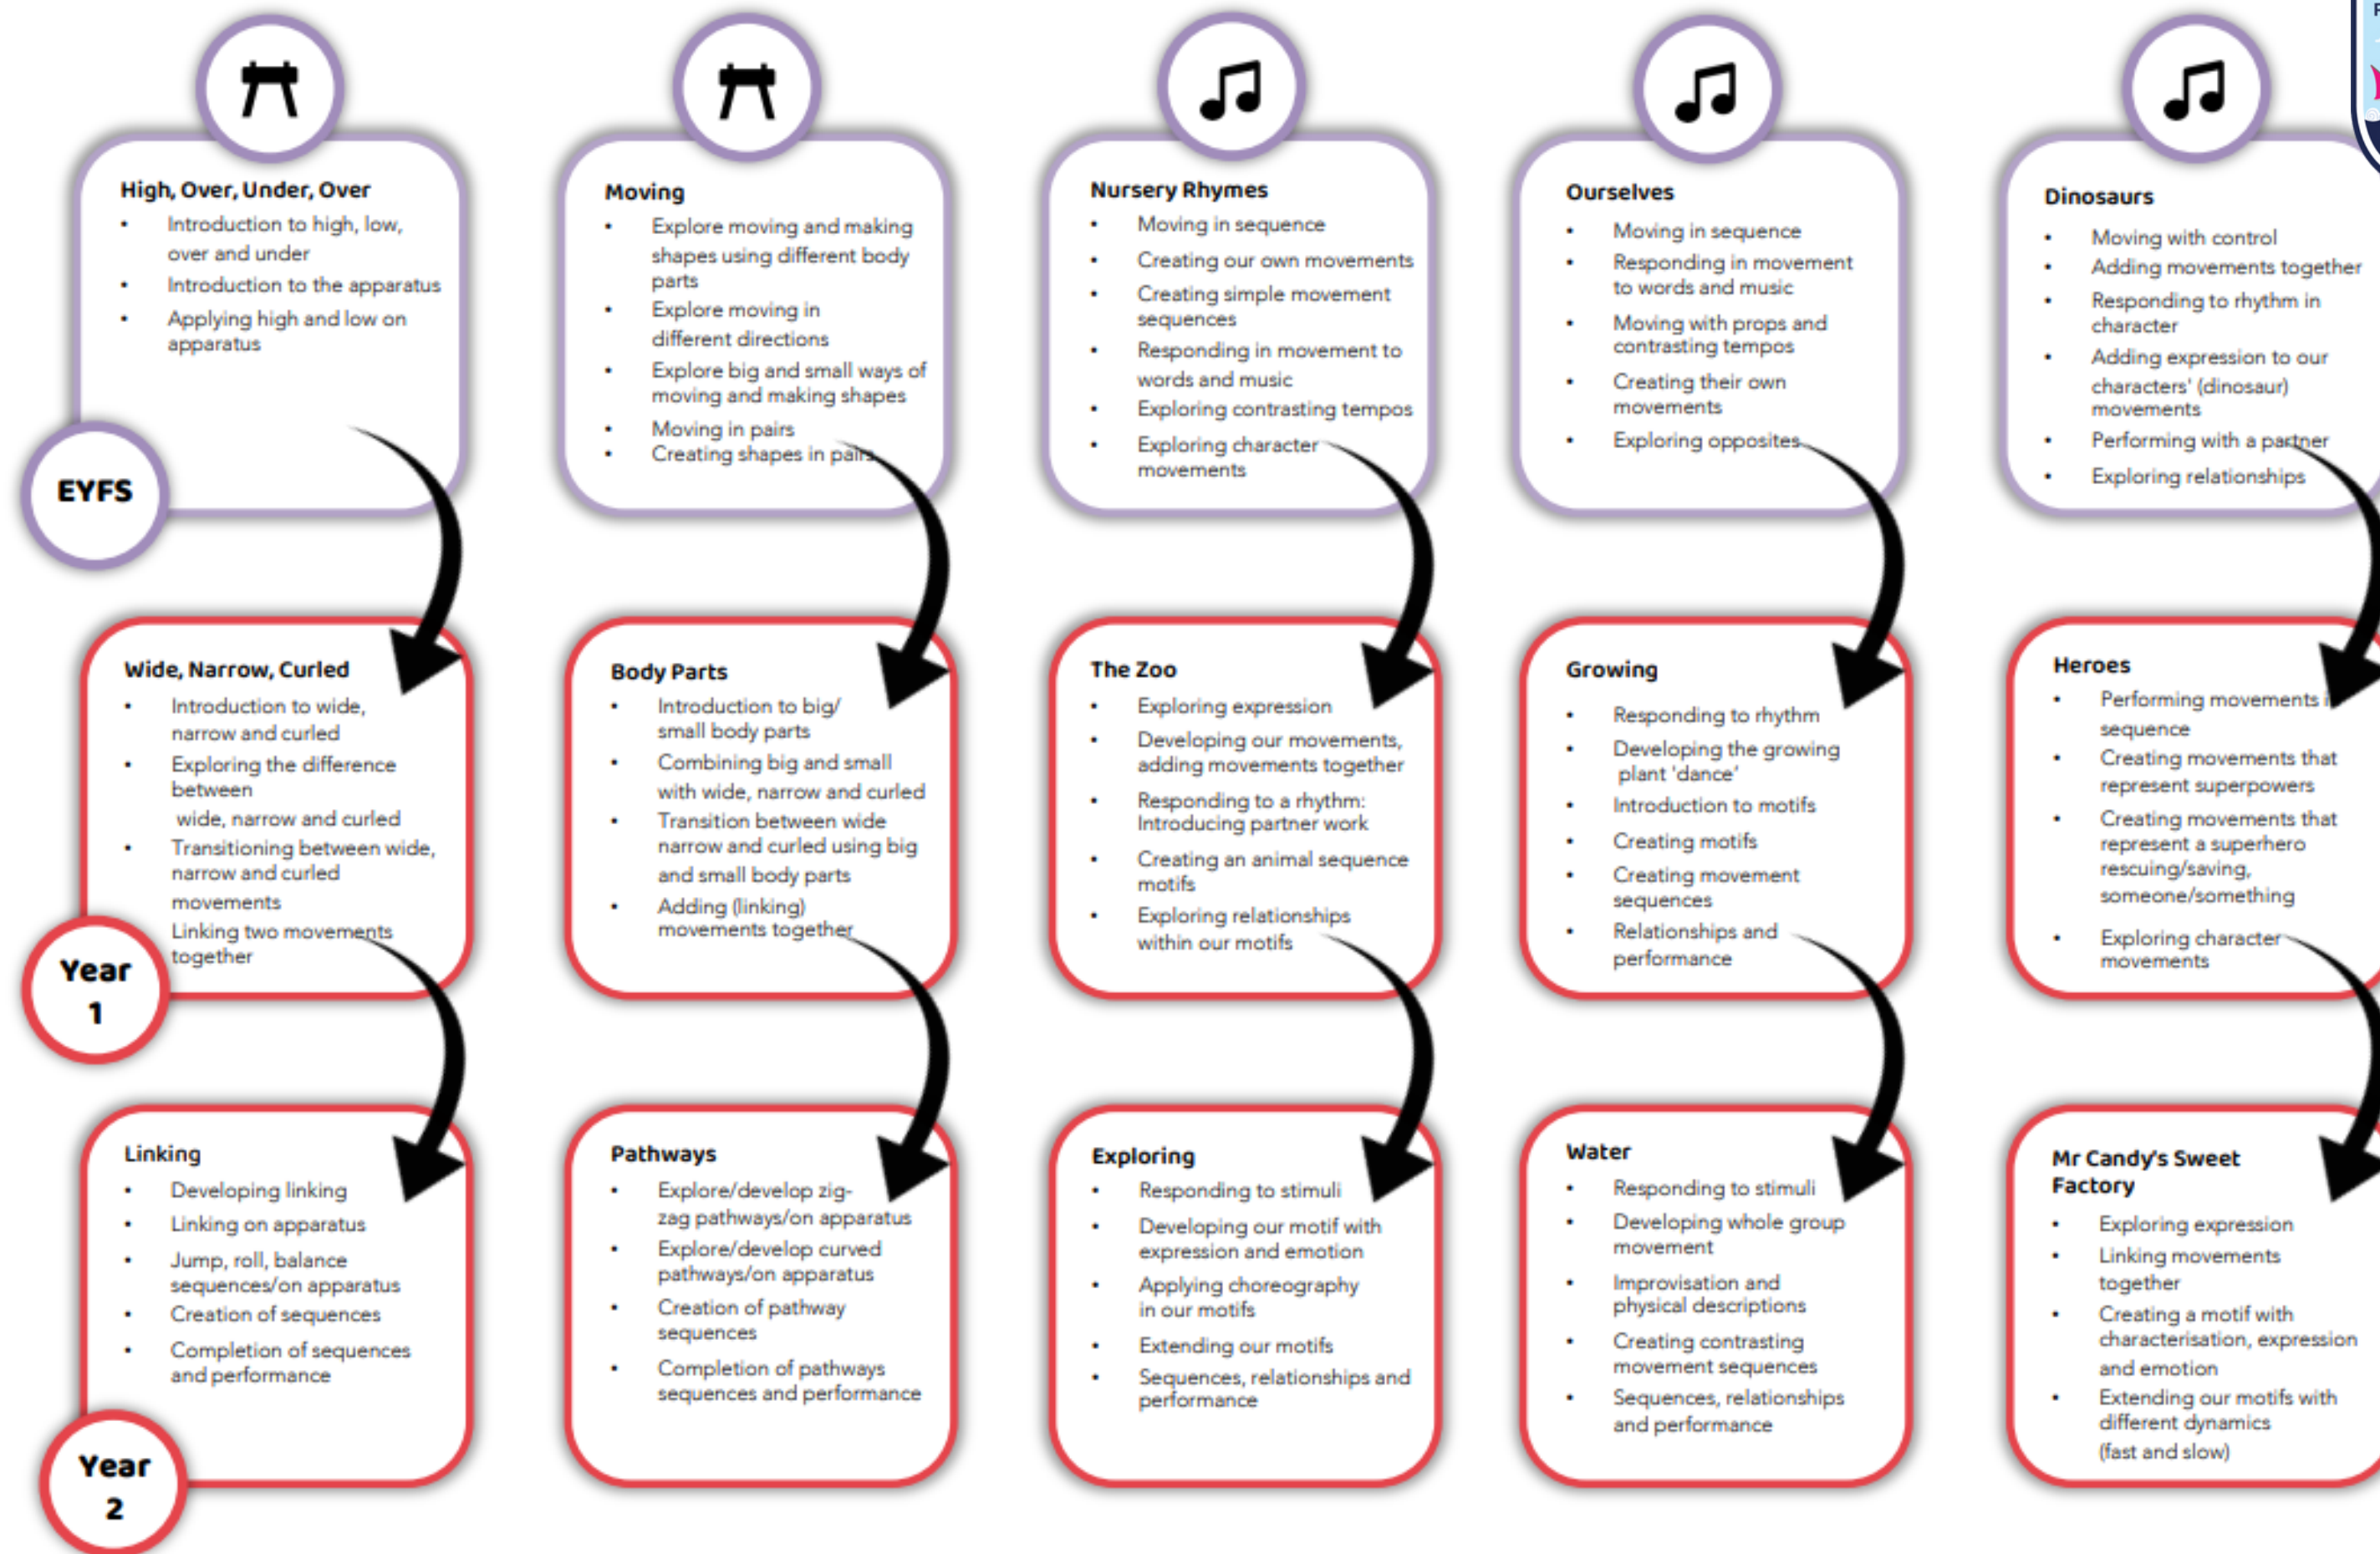 High, Over, Under, Over
• Introduction to high, low,
over and under
• Introduction to the apparatus
• Applying high and low on
apparatus
EYFS
Moving
• Explore moving and making
shapes using different body
parts
• Explore moving in
different directions
• Explore big and small ways of
moving and making shapes
• Moving in pairs
• Creating shapes in pairs
Nursery Rhymes
• Moving in sequence
• Creating our own movements
• Creating simple movement
sequences
• Responding in movement to
words and music
• Exploring contrasting tempos
• Exploring character
movements
Ourselves
• Moving in sequence
• Responding in movement
to words and music
• Moving with props and
contrasting tempos
• Creating their own
movements
• Exploring opposites
Dinosaurs
• Moving with control
• Adding movements together
• Responding to rhythm in
character
• Adding expression to our
characters' (dinosaur)
movements
• Performing with a partner
• Exploring relationships
Wide, Narrow, Curled
• Introduction to wide,
narrow and curled
• Exploring the difference
between
wide, narrow and curled
• Transitioning between wide,
narrow and curled
movements
Linking two movements
together
Year
1
Body Parts
• Introduction to big/
small body parts
• Combining big and small
with wide, narrow and curled
• Transition between wide
narrow and curled using big
and small body parts
• Adding (linking)
movements together
The Zoo
• Exploring expression
• Developing our movements,
adding movements together
• Responding to a rhythm:
Introducing partner work
• Creating an animal sequence
motifs
• Exploring relationships
within our motifs
Growing
• Responding to rhythm
• Developing the growing
plant 'dance'
• Introduction to motifs
• Creating motifs
• Creating movement
sequences
• Relationships and
performance
Heroes
• Performing movements
sequence
• Creating movements that
represent superpowers
• Creating movements that
represent a superhero
rescuing/saving,
someone/something
• Exploring character
movements
Linking
• Developing linking
• Linking on apparatus
• Jump, roll, balance
sequences/on apparatus
• Creation of sequences
• Completion of sequences
and performance
Year
2
Pathways
• Explore/develop zig-
zag pathways/on apparatus
• Explore/develop curved
pathways/on apparatus
• Creation of pathway
sequences
• Completion of pathways
sequences and performance
Exploring
• Responding to stimuli
• Developing our motif with
expression and emotion
• Applying choreography
in our motifs
• Extending our motifs
• Sequences, relationships and
performance
Water
• Responding to stimuli
• Developing whole group
movement
• Improvisation and
physical descriptions
• Creating contrasting
movement sequences
• Sequences, relationships
and performance
Mr Candy's Sweet
Factory
• Exploring expression
• Linking movements
together
• Creating a motif with
characterisation, expression
and emotion
• Extending our motifs with
different dynamics
(fast and slow)